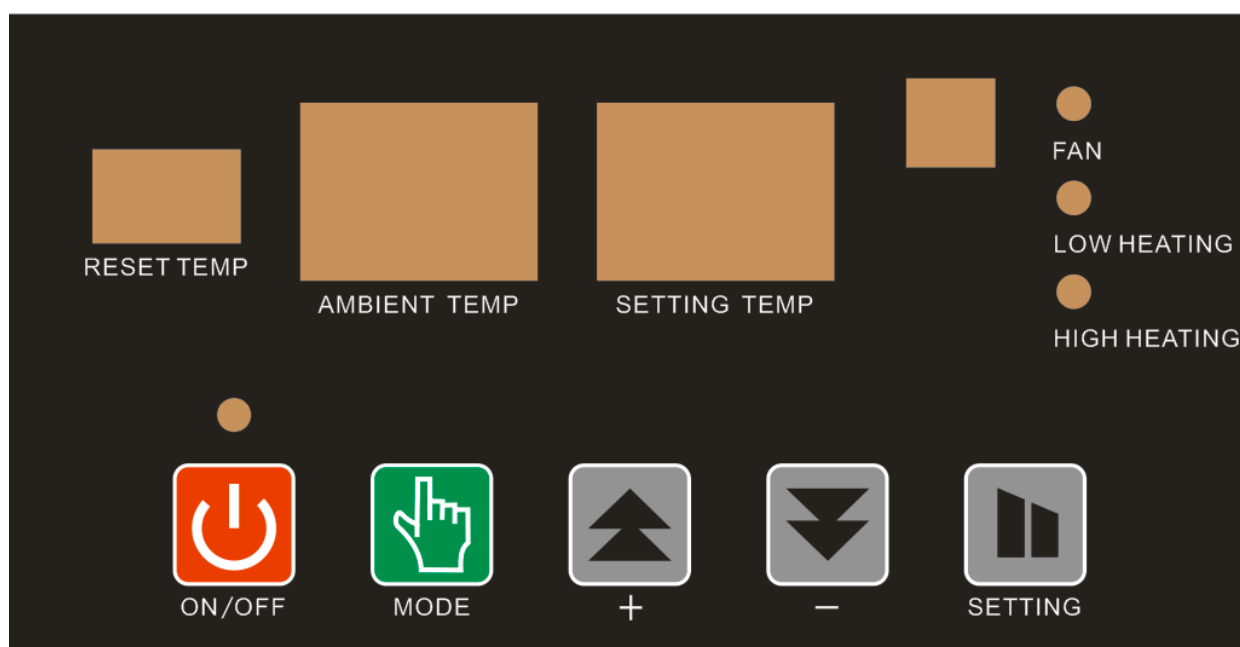 FAN
LOW HEATING
RESET TEMP
AMBIENT TEMP
SETTING TEMP
HIGH HEATING
ON/OFF
MODE
+
−
SETTING